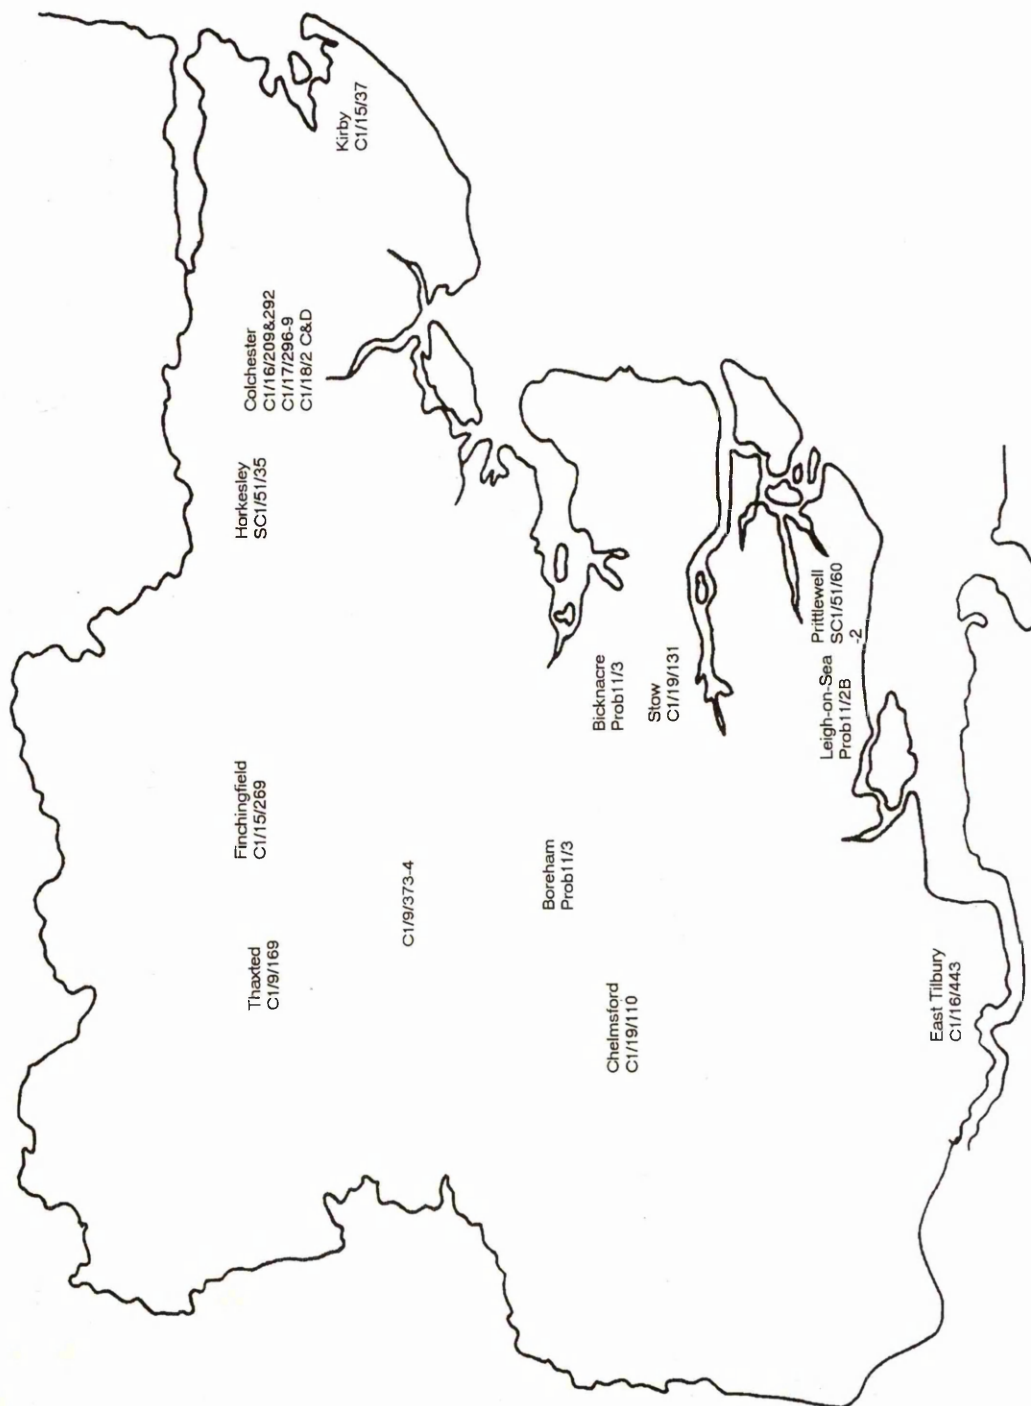 Kirby
C1/15/37
Colchester
C1/16/209&292
C1/17/296-9
C1/18/2 C&D
Horkesley
SC1/51/35
Finchingfield
C1/15/269
Thaxted
C1/9/169
C1/9/373-4
Boreham
Prob11/3
Bicknacre
Prob11/3
Stow
C1/19/131
Chelmsford
C1/19/110
Prittlewell
SC1/51/60
-2
Leigh-on-Sea
Prob11/2B
East Tilbury
C1/16/443